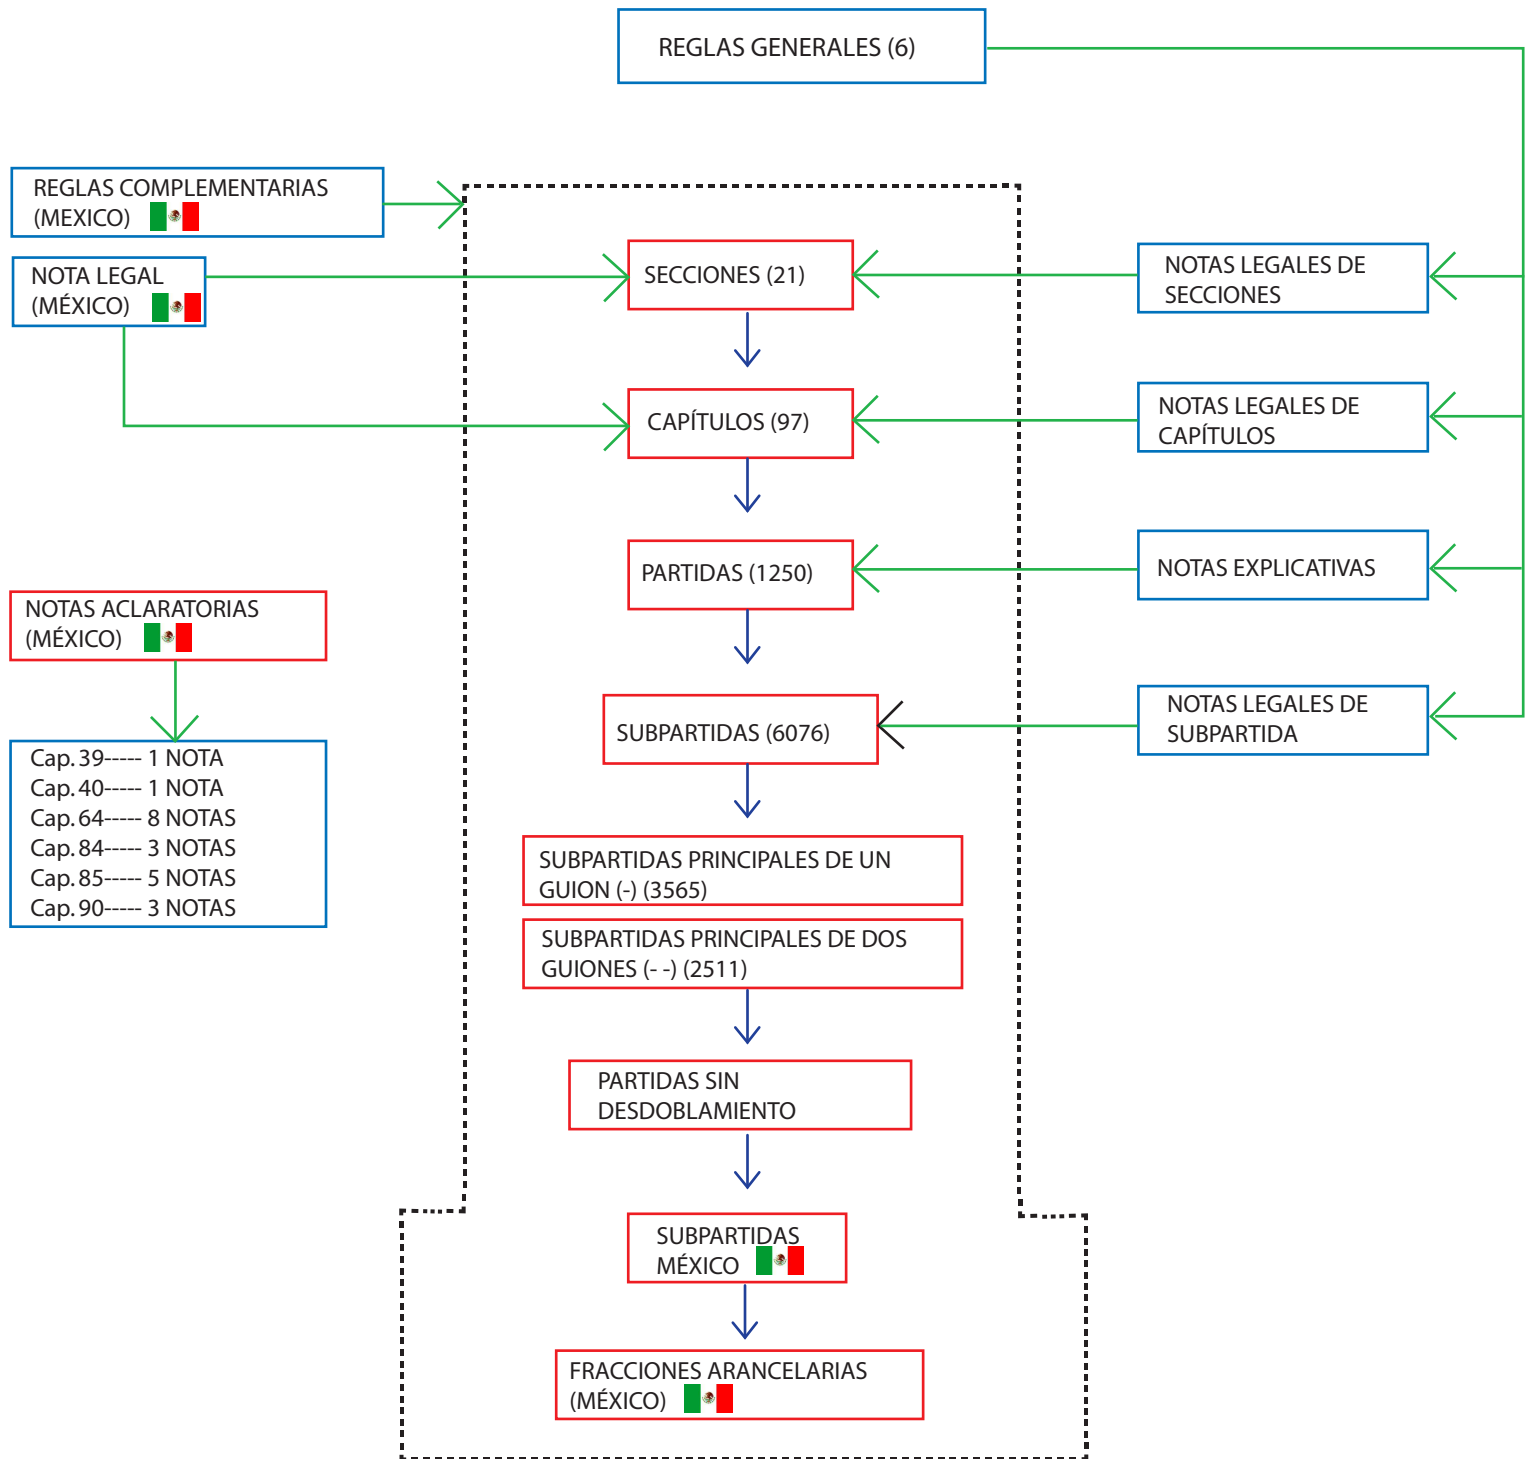 REGLAS GENERALES (6)
REGLAS COMPLEMENTARIAS
(MEXICO)
NOTA LEGAL
(MÉXICO)
SECCIONES (21)
NOTAS LEGALES DE
SECCIONES
CAPÍTULOS (97)
NOTAS LEGALES DE
CAPÍTULOS
PARTIDAS (1250)
NOTAS EXPLICATIVAS
NOTAS ACLARATORIAS
(MÉXICO)
SUBPARTIDAS (6076)
NOTAS LEGALES DE
SUBPARTIDA
Cap. 39----- 1 NOTA
Cap. 40----- 1 NOTA
Cap. 64----- 8 NOTAS
Cap. 84----- 3 NOTAS
Cap. 85----- 5 NOTAS
Cap. 90----- 3 NOTAS
SUBPARTIDAS PRINCIPALES DE UN
GUION (-) (3565)
SUBPARTIDAS PRINCIPALES DE DOS
GUIONES (- -) (2511)
PARTIDAS SIN
DESDOBLAMIENTO
SUBPARTIDAS
MÉXICO
FRACCIONES ARANCELARIAS
(MÉXICO)